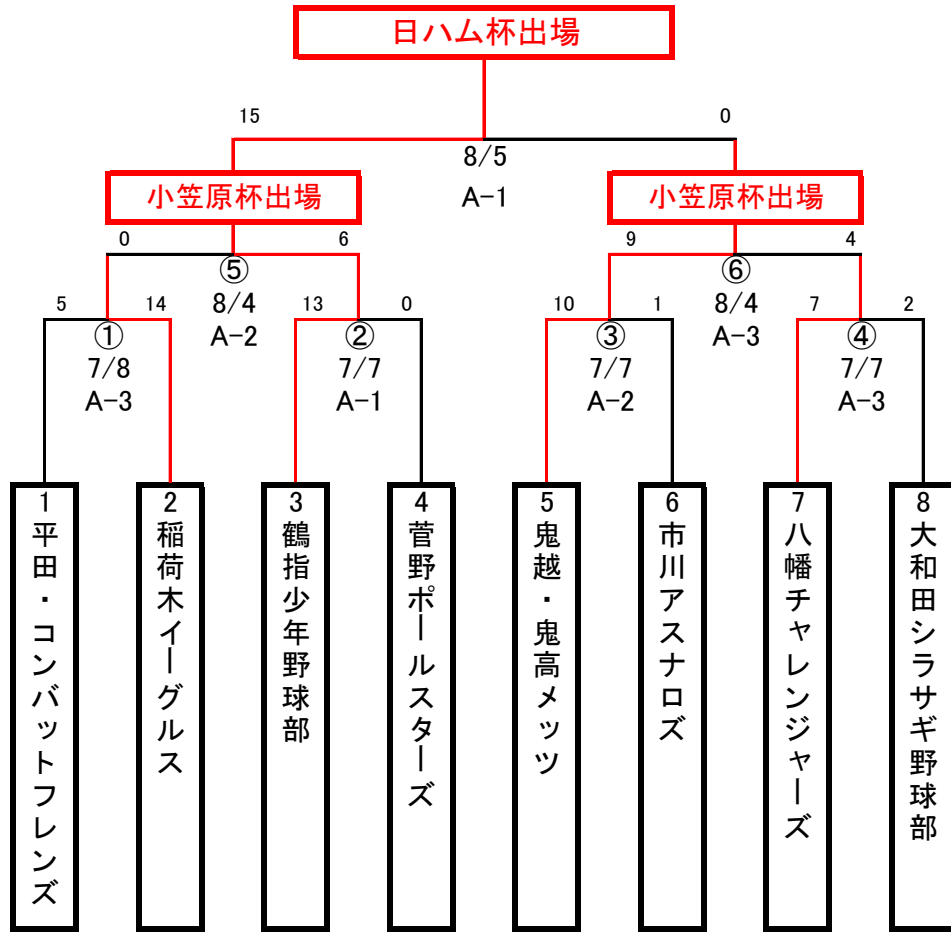 日ハム杯出場
15
0
8/5
A-1
小笠原杯出場
小笠原杯出場
0
6
9
4
⑤
8/4
A-2
⑥
8/4
A-3
5
14
13
0
10
1
7
2
①
7/8
A-3
②
7/7
A-1
③
7/7
A-2
④
7/7
A-3
1
平田・コンバットフレンズ
2
稲荷木イーグルス
3
鶴指少年野球部
4
菅野ポールスターズ
5
鬼越・鬼高メッツ
6
市川アスナロズ
7
八幡チャレンジャーズ
8
大和田シラサギ野球部